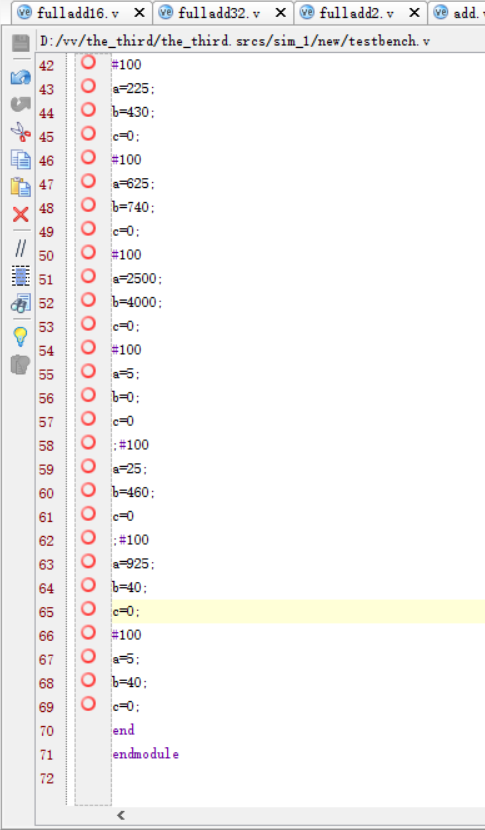 fulladd16.v fulladd32.v fulladd2.v add.
D:/vv/the_third/the_third.srcs/sim_1/new/testbench.v
42 #100
43 a=225;
44 b=430;
45 c=0;
46 #100
47 a=625;
48 b=740;
49 c=0;
50 #100
51 a=2500;
52 b=4000;
53 c=0;
54 #100
55 a=5;
56 b=0;
57 c=0
58 ;#100
59 a=25;
60 b=460;
61 c=0
62 ;#100
63 a=925;
64 b=40;
65 c=0;
66 #100
67 a=5;
68 b=40;
69 c=0;
70 end
71 endmodule
72